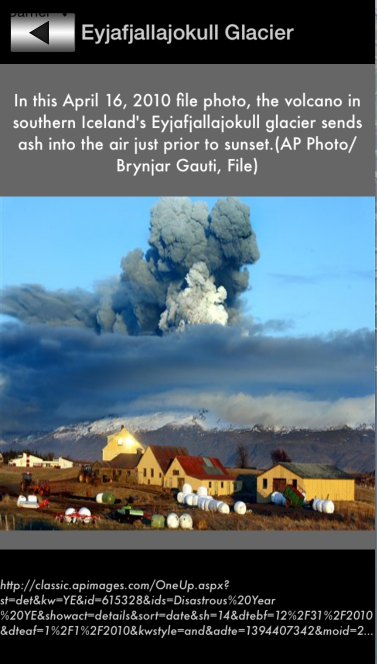 Carrier
Eyjafjallajokull Glacier
In this April 16, 2010 file photo, the volcano in
southern Iceland's Eyjafjallajokull glacier sends
ash into the air just prior to sunset.(AP Photo/
Brynjar Gauti, File)
http://classic.apimages.com/OneUp.aspx?
st=det&kw=YE&id=615328&ids=Disastrous%20Year
%20YE&showact=details&sort=date&sh=14&dtebf=12%2F31%2F2010
&dteaf=1%2F1%2F2010&kwstyle=and&adte=1394407342&moid=2...